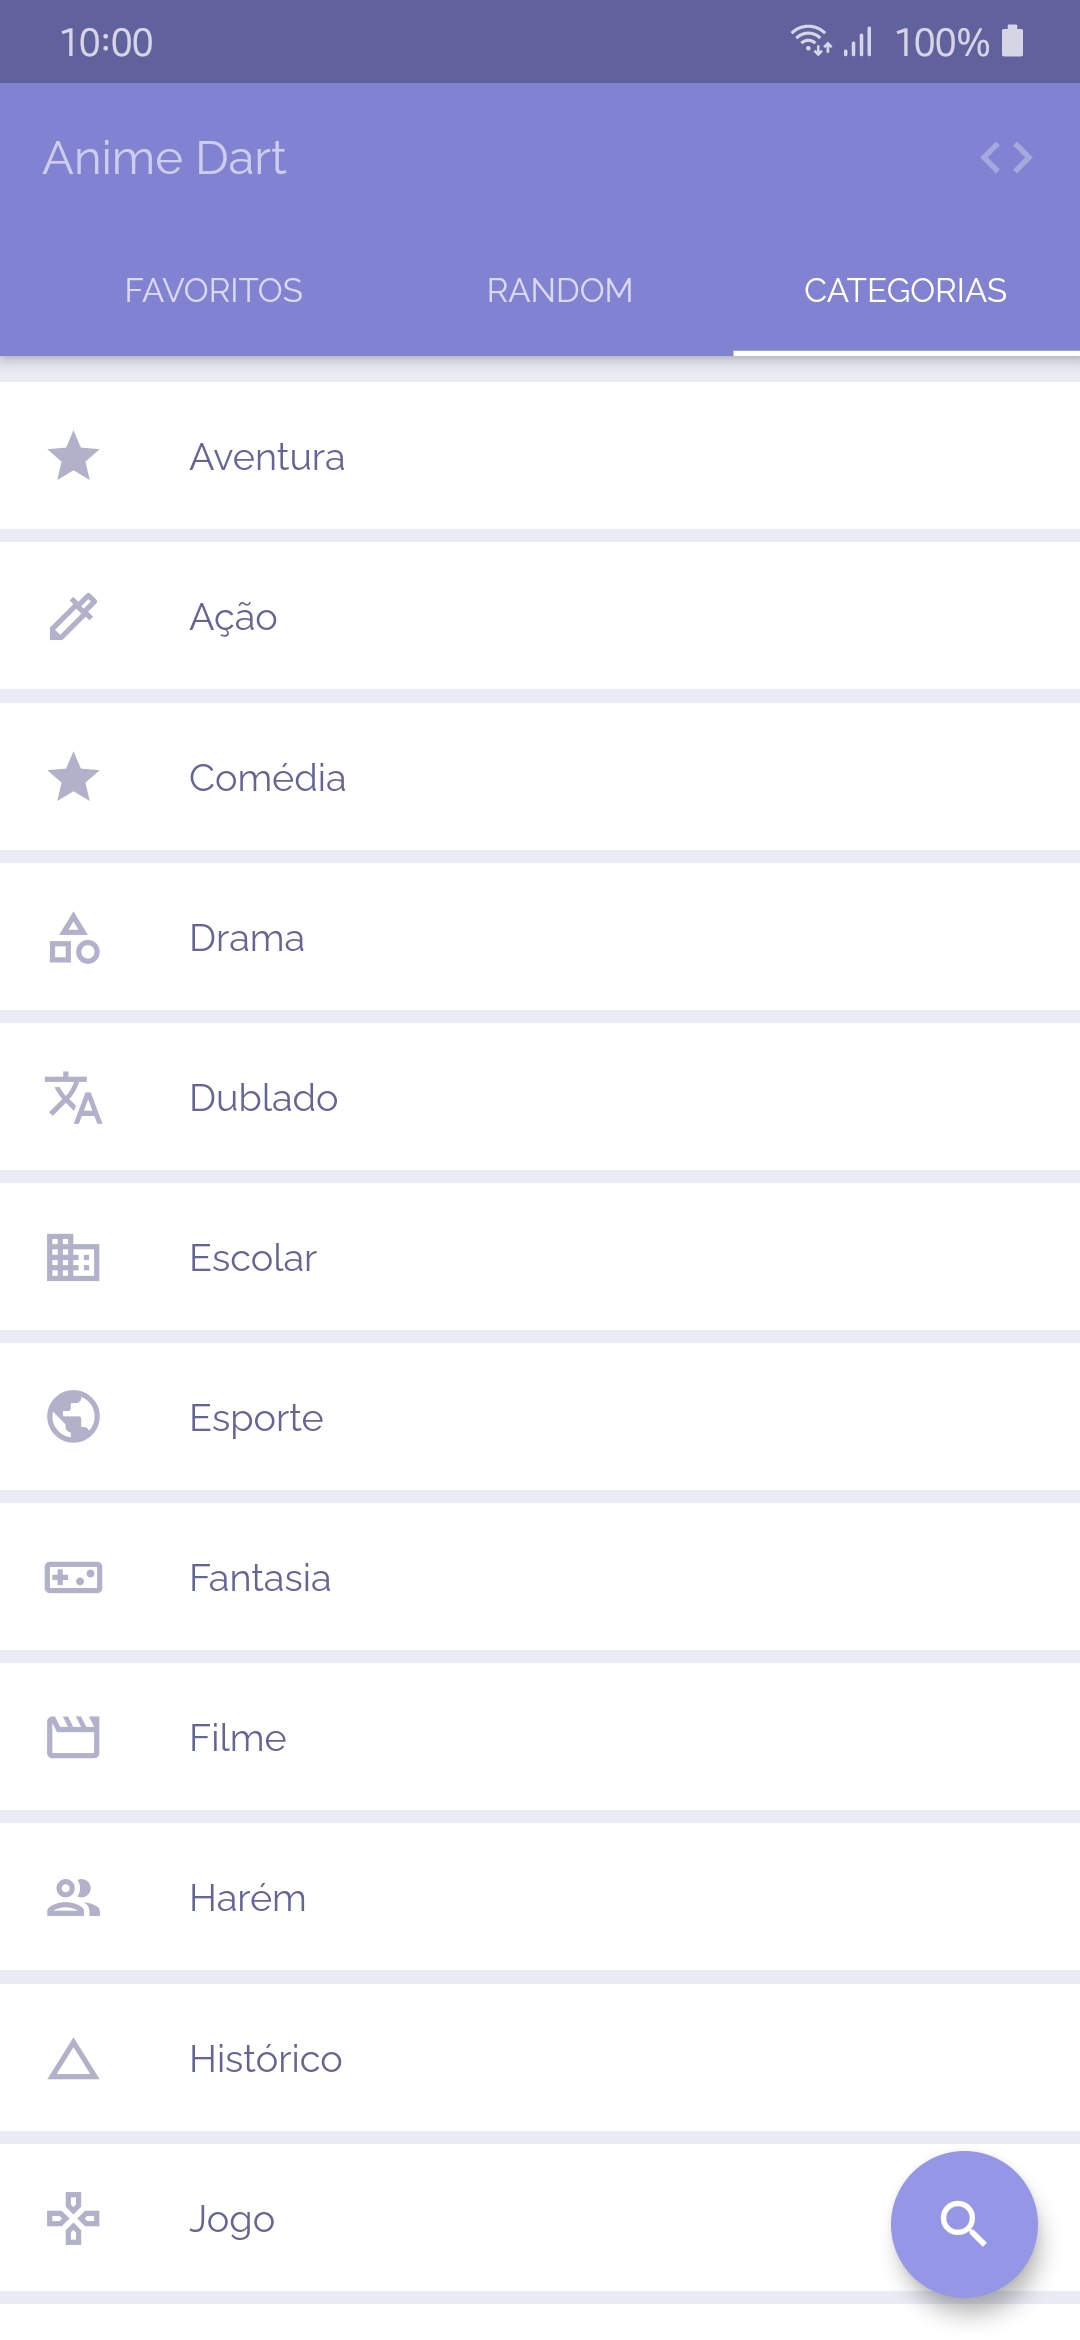 10:00 100%
Anime Dart
FAVORITOS RANDOM CATEGORIAS
Aventura
Ação
Comédia
Drama
Dublado
Escolar
Esporte
Fantasia
Filme
Harém
Histórico
Jogo